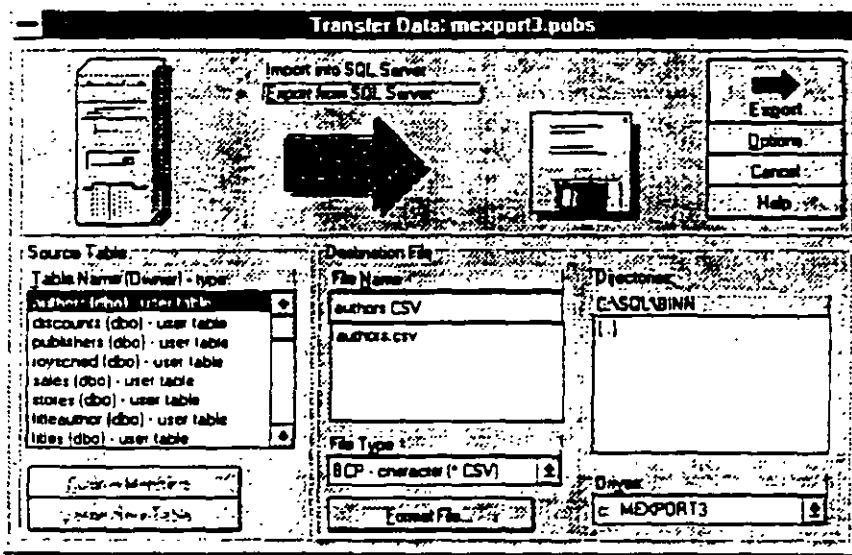 Transfer Data: mexport3.pubs
Import into SQL Server
Export from SQL Server
Export
Options
Cancel
Help
Source Table
Table Name (Owner) - type:
authors (dbo) - user table
discounts (dbo) - user table
publishers (dbo) - user table
roysched (dbo) - user table
sales (dbo) - user table
stores (dbo) - user table
titleauthor (dbo) - user table
titles (dbo) - user table
Destination File
File Name
authors CSV
authors.csv
File Type
BCP - character (*.CSV)
Format File...
Directories:
C:\SQL\BINN
[..]
Drives:
c: MEXPORT3